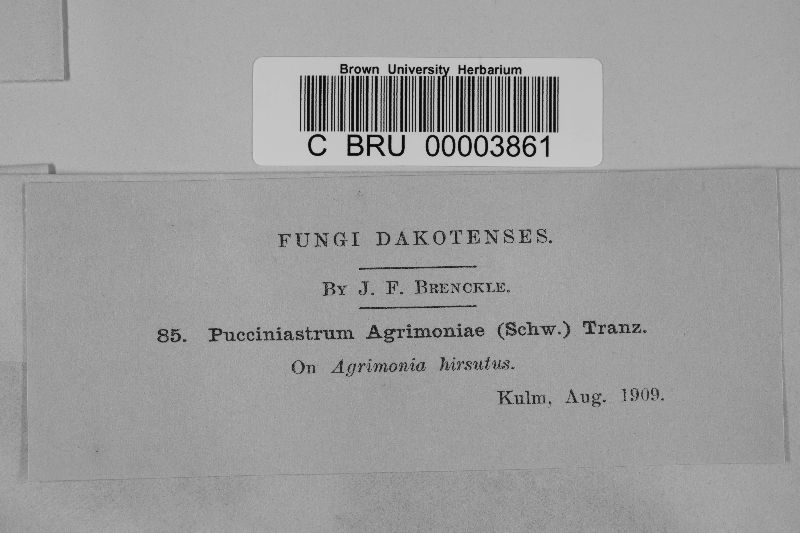 Brown University Herbarium
C BRU 00003861
FUNGI DAKOTENSES.
BY J. F. BRENCKLE.
85. Pucciniastrum Agrimoniae (Schw.) Tranz.
On Agrimonia hirsutus.
Kulm, Aug. 1909.